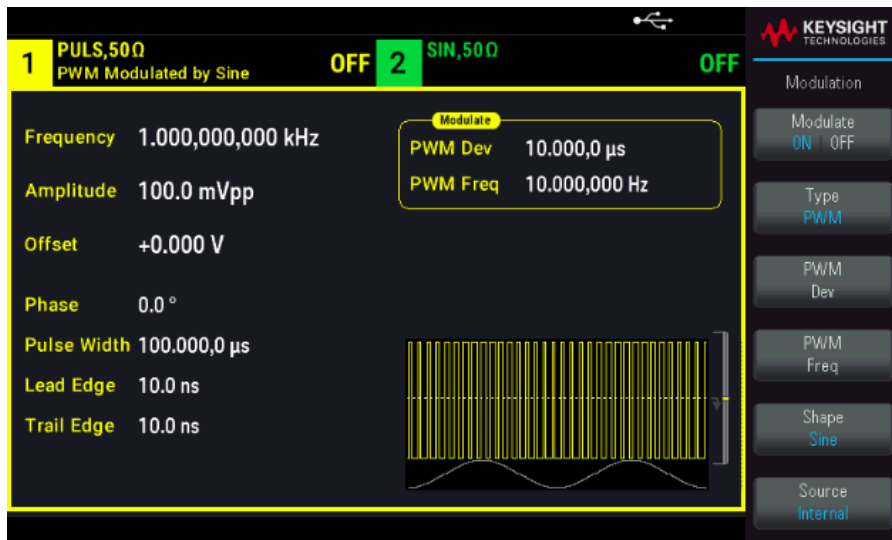 KEYSIGHT
TECHNOLOGIES
1 PULS,50Ω OFF
PWM Modulated by Sine
2 SIN,50Ω OFF
Frequency 1.000,000,000 kHz
Amplitude 100.0 mVpp
Offset +0.000 V
Phase 0.0 °
Pulse Width 100.000,0 µs
Lead Edge 10.0 ns
Trail Edge 10.0 ns
Modulate
PWM Dev 10.000,0 µs
PWM Freq 10.000,000 Hz
Modulation
Modulate
ON OFF
Type
PWM
PWM
Dev
PWM
Freq
Shape
Sine
Source
Internal